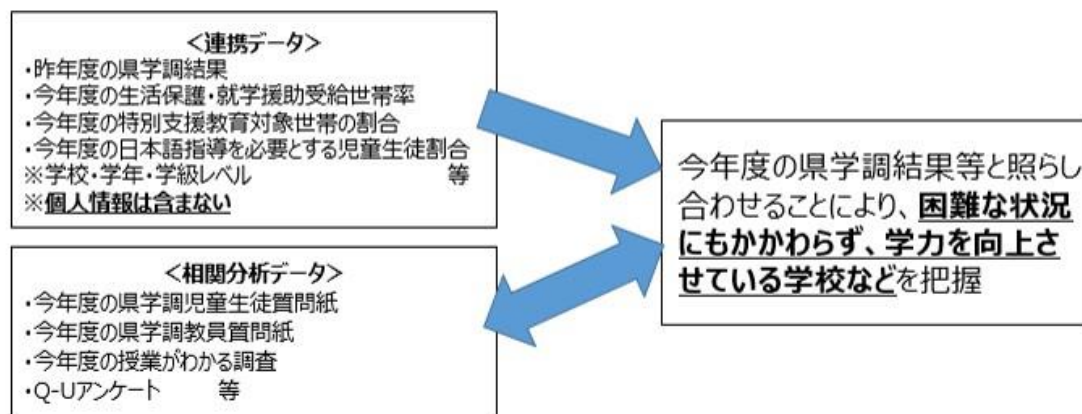 <連携データ>
・昨年度の県学調結果
・今年度の生活保護・就学援助受給世帯率
・今年度の特別支援教育対象世帯の割合
・今年度の日本語指導を必要とする児童生徒割合
※学校・学年・学級レベル 等
※個人情報は含まない
<相関分析データ>
・今年度の県学調児童生徒質問紙
・今年度の県学調教員質問紙
・今年度の授業がわかる調査
・Q-Uアンケート 等
今年度の県学調結果等と照らし
合わせることにより、困難な状況
にもかかわらず、学力を向上さ
せている学校などを把握